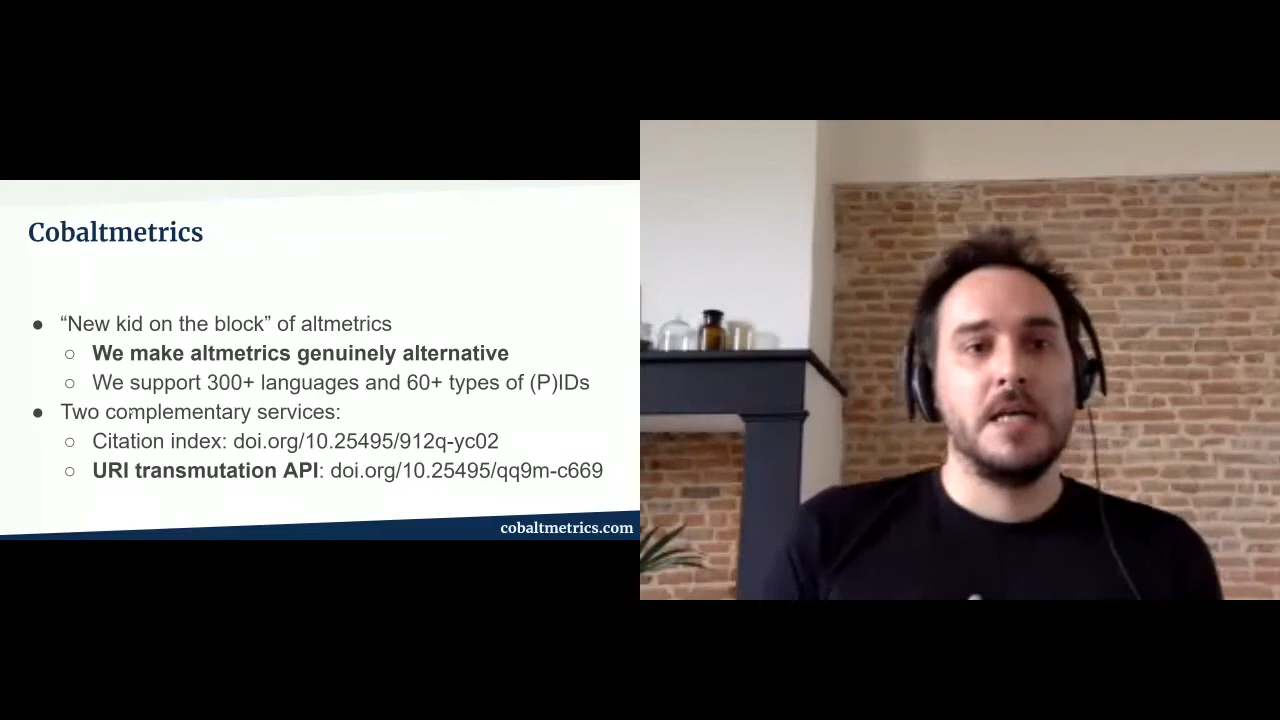 Cobaltmetrics
● “New kid on the block” of altmetrics
○ We make altmetrics genuinely alternative
○ We support 300+ languages and 60+ types of (P)IDs
● Two complementary services:
○ Citation index: doi.org/10.25495/912q-yc02
○ URI transmutation API: doi.org/10.25495/qq9m-c669
cobaltmetrics.com